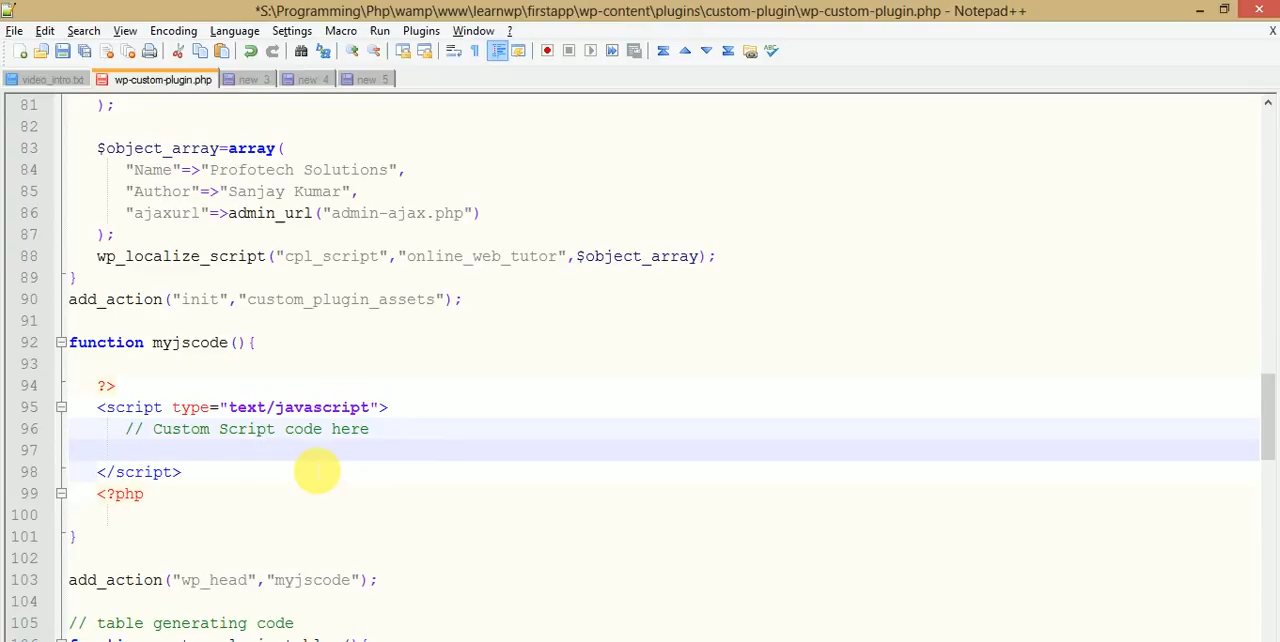 *S:\Programming\Php\wamp\www\learnwp\firstapp\wp-content\plugins\custom-plugin\wp-custom-plugin.php - Notepad++
File Edit Search View Encoding Language Settings Macro Run Plugins Window ? X
video_intro.txt wp-custom-plugin.php new 3 new 4 new 5
81 );
82
83 $object_array=array(
84 "Name"=>"Profotech Solutions",
85 "Author"=>"Sanjay Kumar",
86 "ajaxurl"=>admin_url("admin-ajax.php")
87 );
88 wp_localize_script("cpl_script","online_web_tutor",$object_array);
89 }
90 add_action("init","custom_plugin_assets");
91
92 function myjscode(){
93
94 ?>
95 <script type="text/javascript">
96 // Custom Script code here
97
98 </script>
99 <?php
100
101 }
102
103 add_action("wp_head","myjscode");
104
105 // table generating code